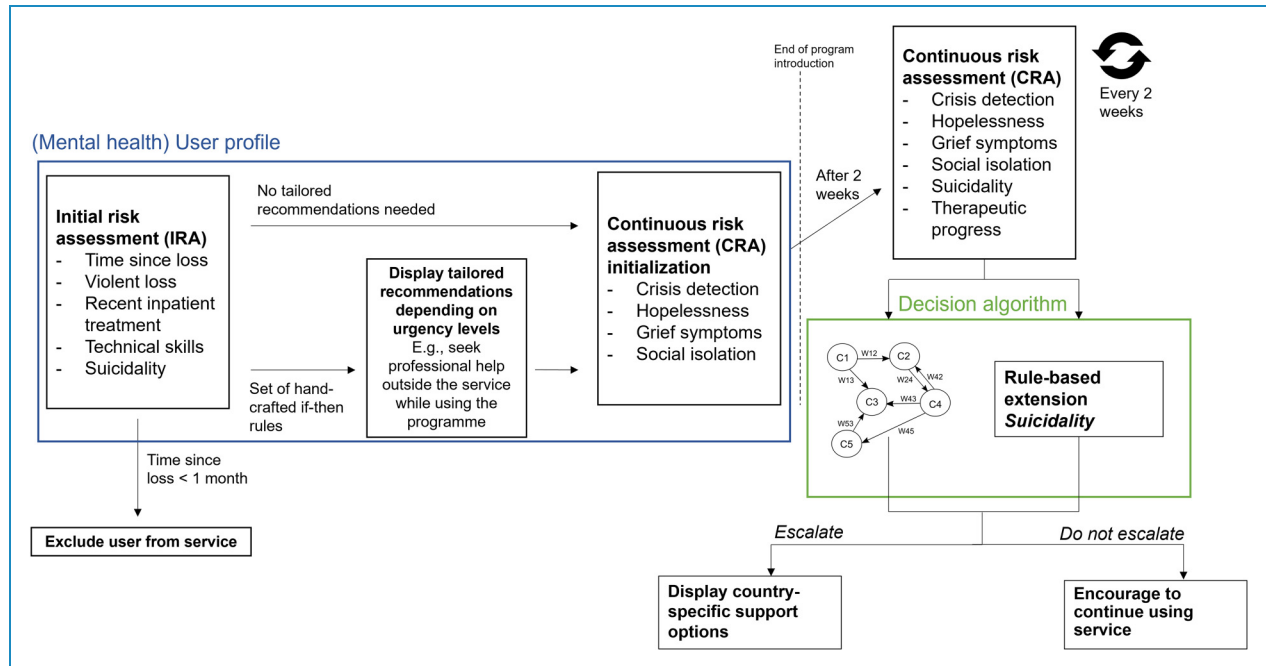 (Mental health) User profile
Initial risk
assessment (IRA)
- Time since loss
- Violent loss
- Recent inpatient
treatment
- Technical skills
- Suicidality
No tailored
recommendations needed
Set of hand-
crafted if-then
rules
Display tailored
recommendations
depending on
urgency levels
E.g., seek
professional help
outside the service
while using the
programme
Continuous risk
assessment (CRA)
initialization
- Crisis detection
- Hopelessness
- Grief symptoms
- Social isolation
Time since
loss < 1 month
Exclude user from service
End of program
introduction
After 2
weeks
Continuous risk
assessment (CRA)
- Crisis detection
- Hopelessness
- Grief symptoms
- Social isolation
- Suicidality
- Therapeutic
progress
Every 2
weeks
Decision algorithm
C1
W12
C2
W13
W24
W42
C3
W43
C4
W53
W45
C5
Rule-based
extension
Suicidality
Escalate
Do not escalate
Display country-
specific support
options
Encourage to
continue using
service